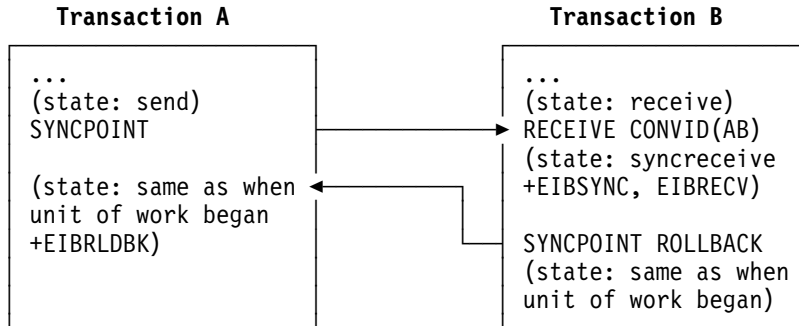 Transaction A
Transaction B
...
(state: send)
SYNCPOINT
(state: same as when
unit of work began
+EIBRLDBK)
...
(state: receive)
RECEIVE CONVID(AB)
(state: syncreceive
+EIBSYNC, EIBRECV)
SYNCPOINT ROLLBACK
(state: same as when
unit of work began)